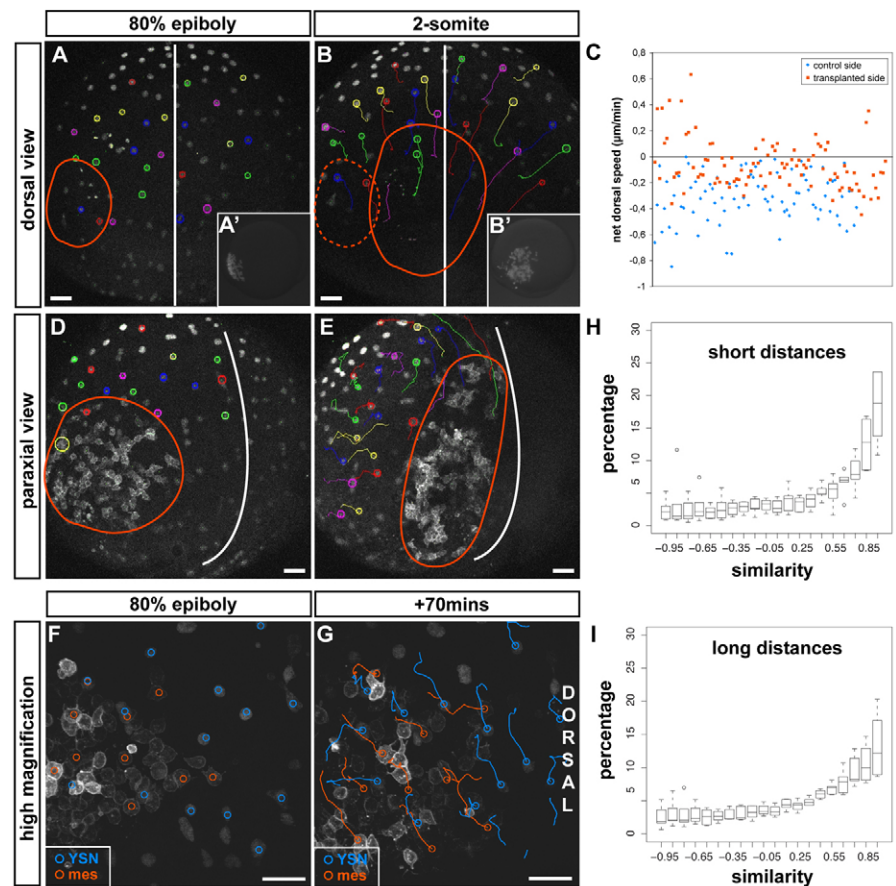 80% epiboly
2-somite
dorsal view
A
A'
B
B'
C
control side
transplanted side
net dorsal speed (µm/min)
1
0,8
0,6
0,4
0,2
0
-0,2
-0,4
-0,6
-0,8
-1
paraxial view
D
E
H
short distances
percentage
30
25
20
15
10
5
0
−0.95 −0.65 −0.35 −0.05 0.25 0.55 0.85
similarity
80% epiboly
+70mins
high magnification
F
YSN
mes
G
DORSAL
YSN
mes
I
long distances
percentage
30
25
20
15
10
5
0
−0.95 −0.65 −0.35 −0.05 0.25 0.55 0.85
similarity